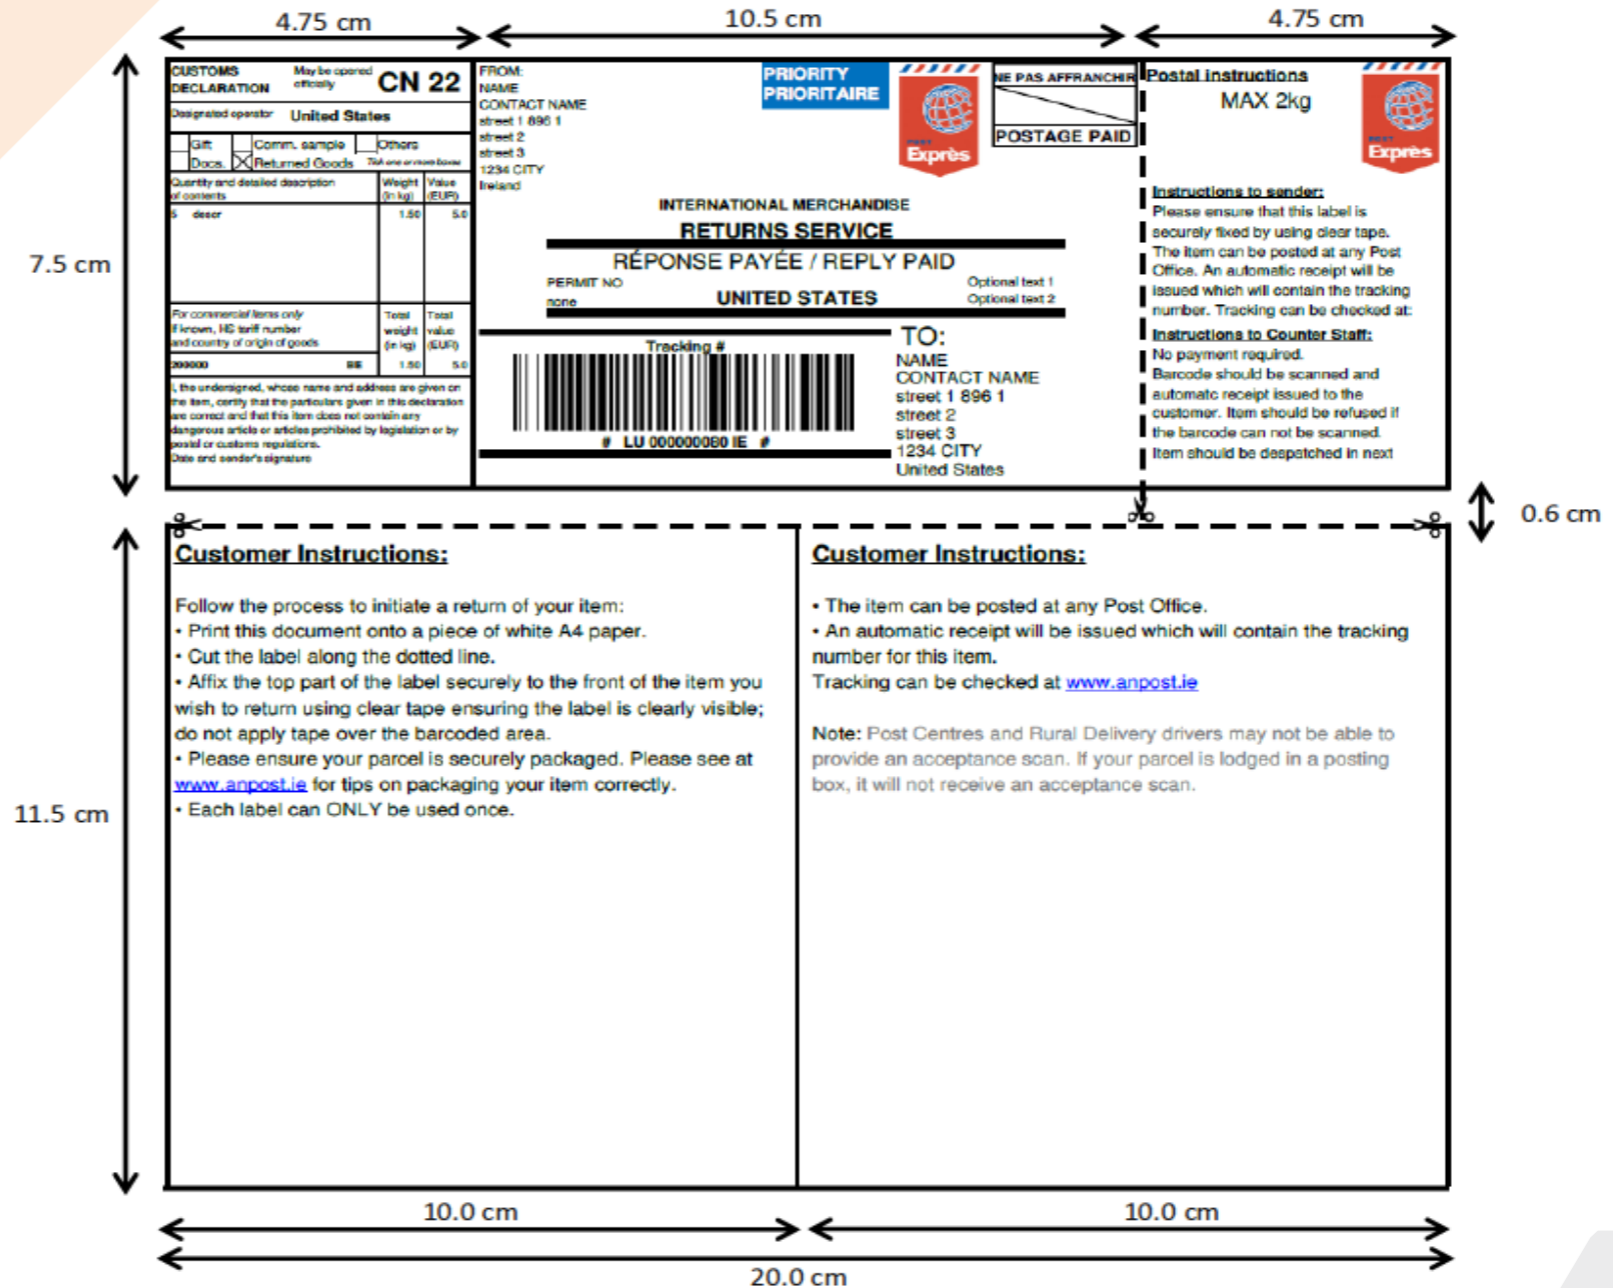 4.75 cm
10.5 cm
4.75 cm
7.5 cm
CUSTOMS
DECLARATION
May be opened
officially
CN 22
Designated operator United States
Gift Comm. sample Others
Docs. Returned Goods Tick one or more boxes
Quantity and detailed description
of contents
Weight
(in kg)
Value
(EUR)
5 descr 1.50 5.0
For commercial items only
If known, HS tariff number
and country of origin of goods
Total
weight
(in kg)
Total
value
(EUR)
200000 BE 1.50 5.0
I, the undersigned, whose name and address are given on
the item, certify that the particulars given in this declaration
are correct and that this item does not contain any
dangerous article or articles prohibited by legislation or by
postal or customs regulations.
Date and sender's signature
FROM:
NAME
CONTACT NAME
street 1 896 1
street 2
street 3
1234 CITY
Ireland
PRIORITY
PRIORITAIRE
POST
Exprès
NE PAS AFFRANCHIR
POSTAGE PAID
INTERNATIONAL MERCHANDISE
RETURNS SERVICE
RÉPONSE PAYÉE / REPLY PAID
PERMIT NO
none
UNITED STATES
Optional text 1
Optional text 2
Tracking #
# LU 000000080 IE #
TO:
NAME
CONTACT NAME
street 1 896 1
street 2
street 3
1234 CITY
United States
Postal instructions
MAX 2kg
POST
Exprès
Instructions to sender:
Please ensure that this label is
securely fixed by using clear tape.
The item can be posted at any Post
Office. An automatic receipt will be
issued which will contain the tracking
number. Tracking can be checked at:
Instructions to Counter Staff:
No payment required.
Barcode should be scanned and
automatc receipt issued to the
customer. Item should be refused if
the barcode can not be scanned.
Item should be despatched in next
0.6 cm
11.5 cm
Customer Instructions:
Follow the process to initiate a return of your item:
• Print this document onto a piece of white A4 paper.
• Cut the label along the dotted line.
• Affix the top part of the label securely to the front of the item you
wish to return using clear tape ensuring the label is clearly visible;
do not apply tape over the barcoded area.
• Please ensure your parcel is securely packaged. Please see at
www.anpost.ie for tips on packaging your item correctly.
• Each label can ONLY be used once.
Customer Instructions:
• The item can be posted at any Post Office.
• An automatic receipt will be issued which will contain the tracking
number for this item.
Tracking can be checked at www.anpost.ie
Note: Post Centres and Rural Delivery drivers may not be able to
provide an acceptance scan. If your parcel is lodged in a posting
box, it will not receive an acceptance scan.
10.0 cm
10.0 cm
20.0 cm